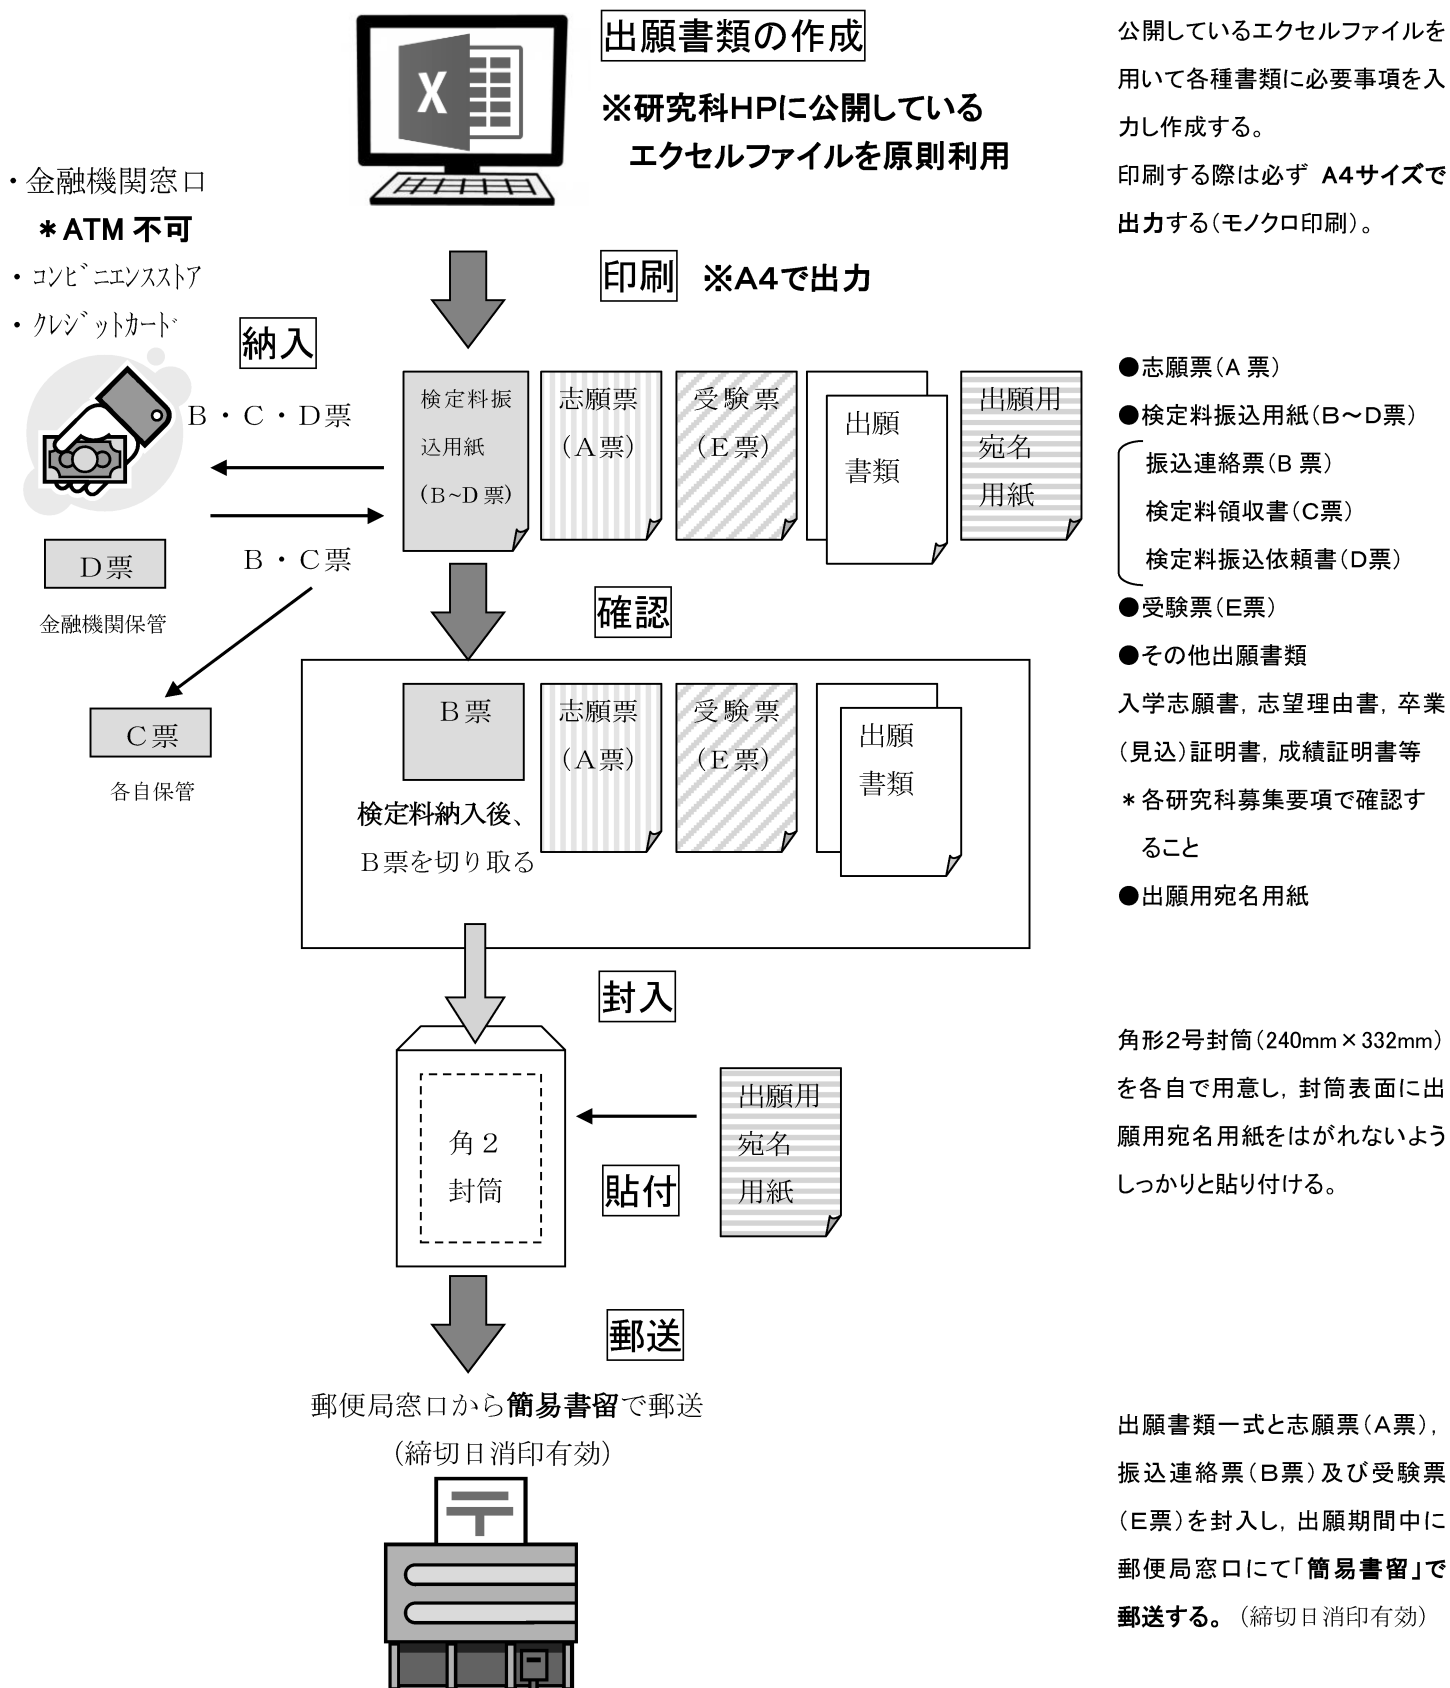 出願書類の作成
※研究科HPに公開している
エクセルファイルを原則利用
公開しているエクセルファイルを
用いて各種書類に必要事項を入
力し作成する。
印刷する際は必ず A4サイズで
出力する(モノクロ印刷)。
・金融機関窓口
＊ATM 不可
・コンビニエンスストア
・クレジットカード
印刷 ※A4で出力
納入
B・C・D票
B・C票
D票
金融機関保管
C票
各自保管
検定料振
込用紙
(B~D 票)
志願票
(A票)
受験票
(E票)
出願
書類
出願用
宛名
用紙
●志願票(A 票)
●検定料振込用紙(B～D票)
振込連絡票(B 票)
検定料領収書(C票)
検定料振込依頼書(D票)
●受験票(E票)
●その他出願書類
入学志願書, 志望理由書, 卒業
(見込)証明書, 成績証明書等
＊各研究科募集要項で確認す
ること
●出願用宛名用紙
確認
B票
検定料納入後、
B票を切り取る
志願票
(A票)
受験票
(E票)
出願
書類
封入
角２
封筒
貼付
出願用
宛名
用紙
角形2号封筒(240mm×332mm)
を各自で用意し, 封筒表面に出
願用宛名用紙をはがれないよう
しっかりと貼り付ける。
郵送
郵便局窓口から簡易書留で郵送
(締切日消印有効)
〒
出願書類一式と志願票(A票),
振込連絡票(B票)及び受験票
(E票)を封入し, 出願期間中に
郵便局窓口にて「簡易書留」で
郵送する。(締切日消印有効)
X